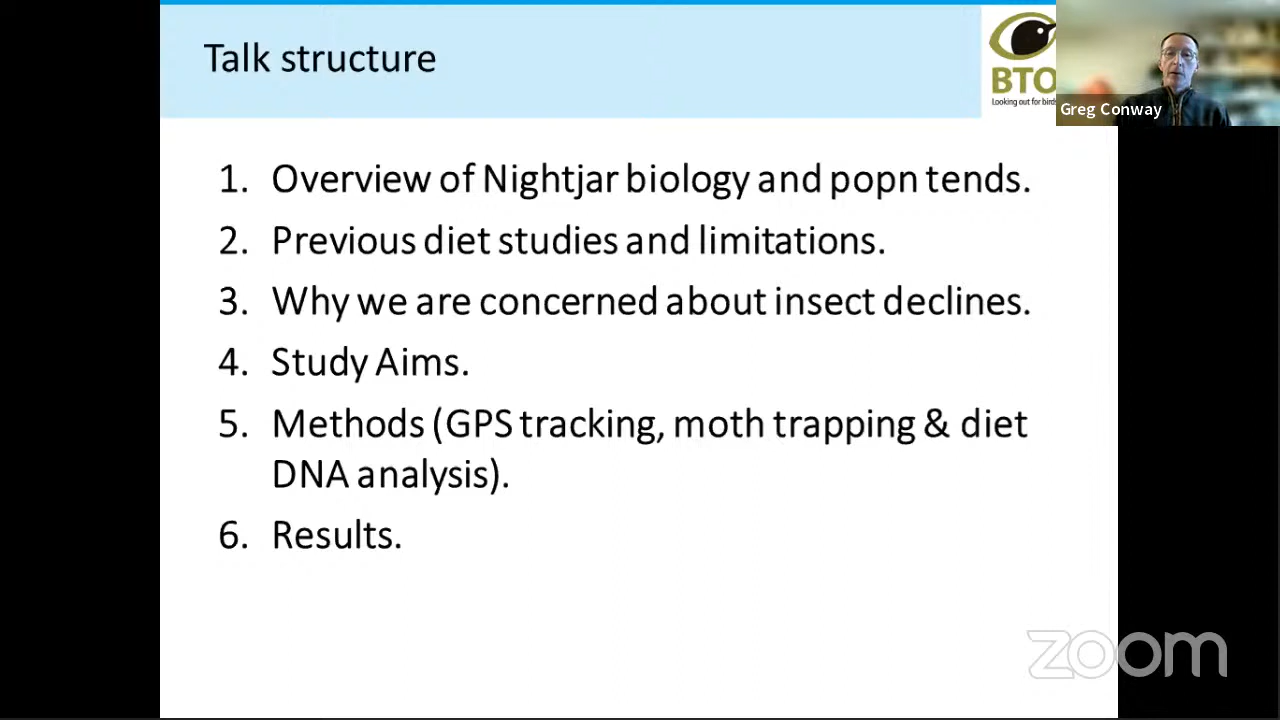 Talk structure
BTO
Looking out for birds
Greg Conway
1. Overview of Nightjar biology and popn tends.
2. Previous diet studies and limitations.
3. Why we are concerned about insect declines.
4. Study Aims.
5. Methods (GPS tracking, moth trapping & diet
DNA analysis).
6. Results.
zoom